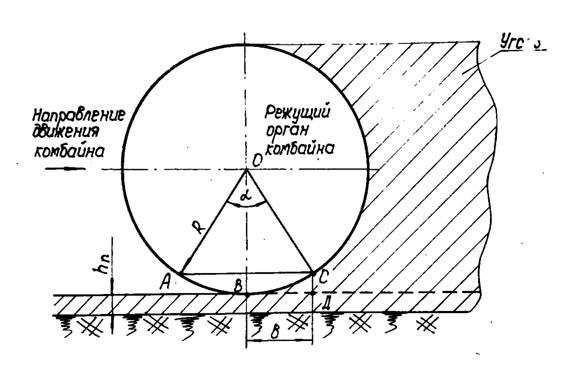 Направление
движения
комбайна
Режущий
орган
комбайна
O
α
R
A
C
hп
B
Д
в